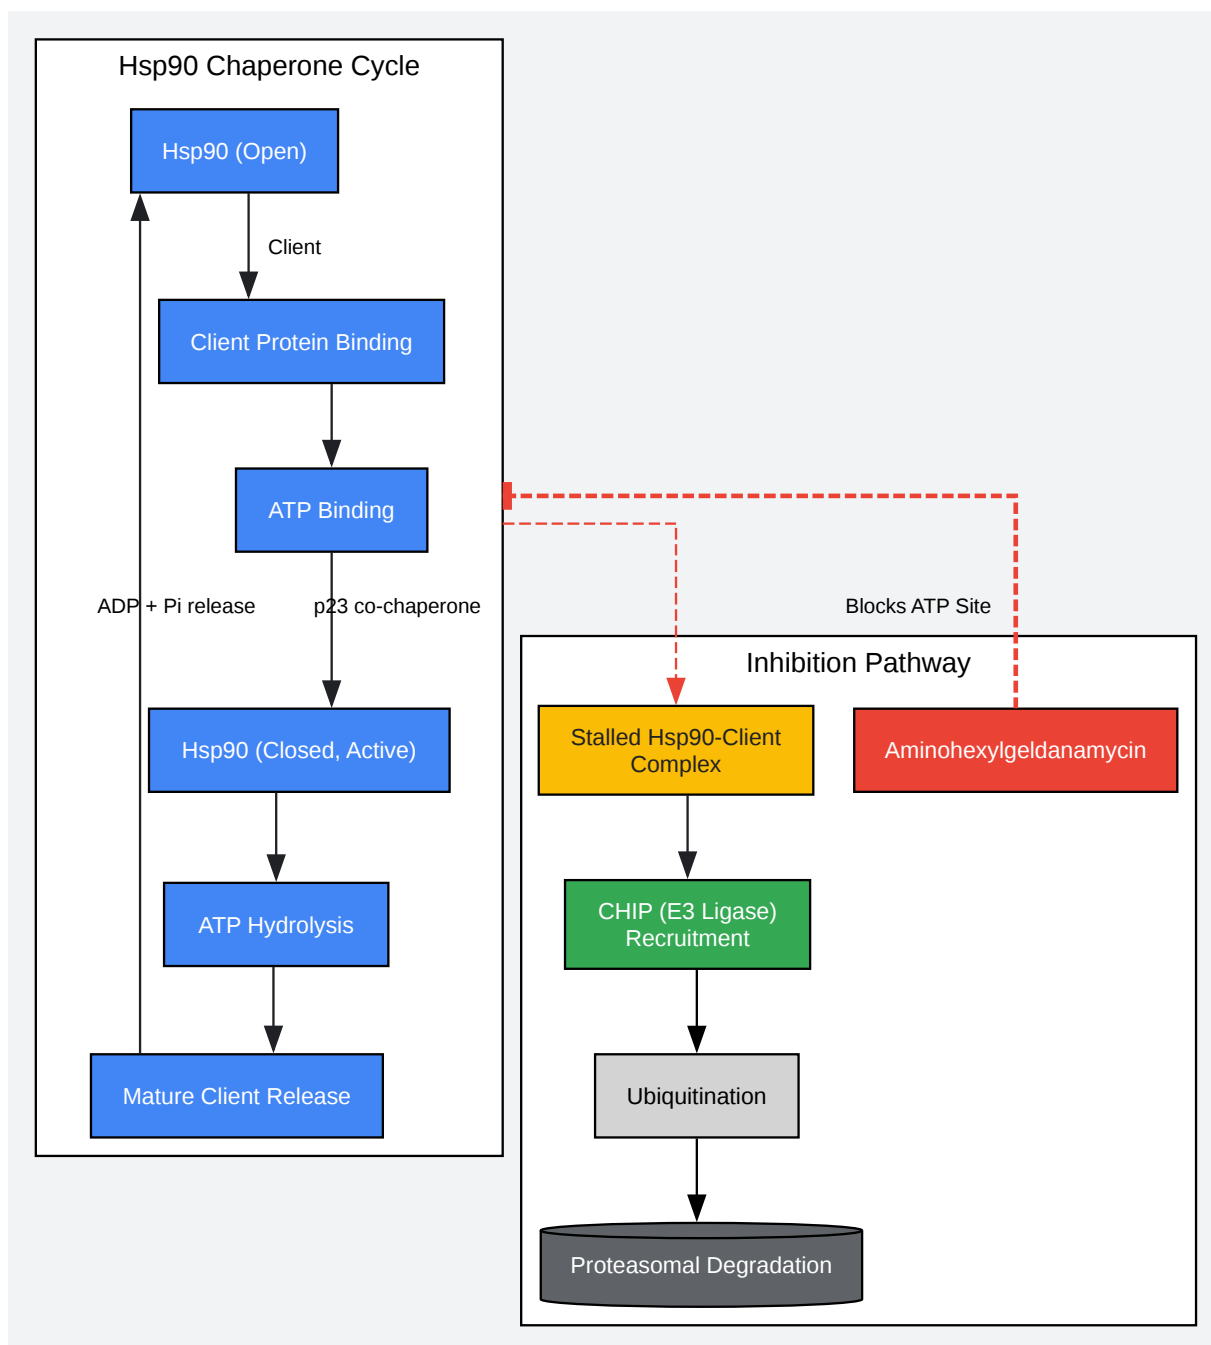 Hsp90 Chaperone Cycle
Hsp90 (Open)
Client
Client Protein Binding
ATP Binding
ADP + Pi release
p23 co-chaperone
Hsp90 (Closed, Active)
ATP Hydrolysis
Mature Client Release
Blocks ATP Site
Inhibition Pathway
Stalled Hsp90-Client
Complex
Aminohexylgeldanamycin
CHIP (E3 Ligase)
Recruitment
Ubiquitination
Proteasomal Degradation